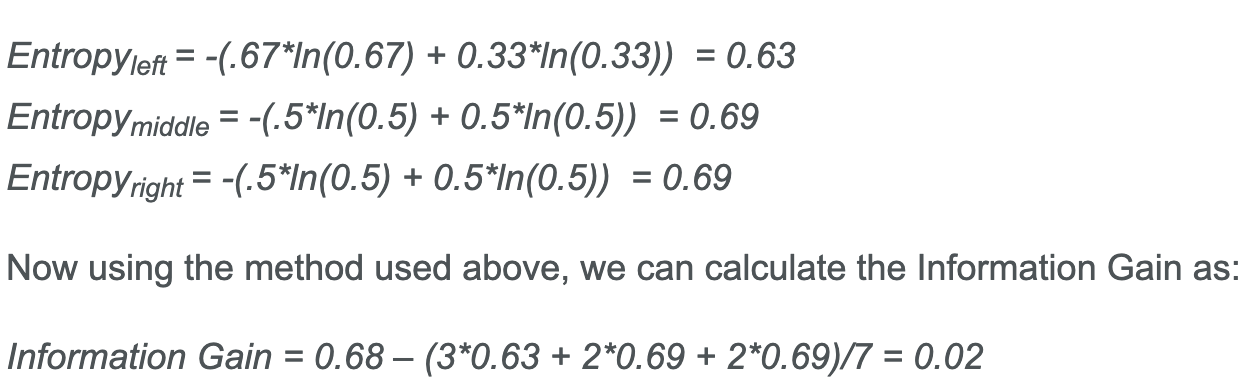 Entropyleft = -(.67*ln(0.67) + 0.33*ln(0.33))  = 0.63
Entropymiddle = -(.5*ln(0.5) + 0.5*ln(0.5))  = 0.69
Entropyright = -(.5*ln(0.5) + 0.5*ln(0.5))  = 0.69
Now using the method used above, we can calculate the Information Gain as:
Information Gain = 0.68 – (3*0.63 + 2*0.69 + 2*0.69)/7 = 0.02